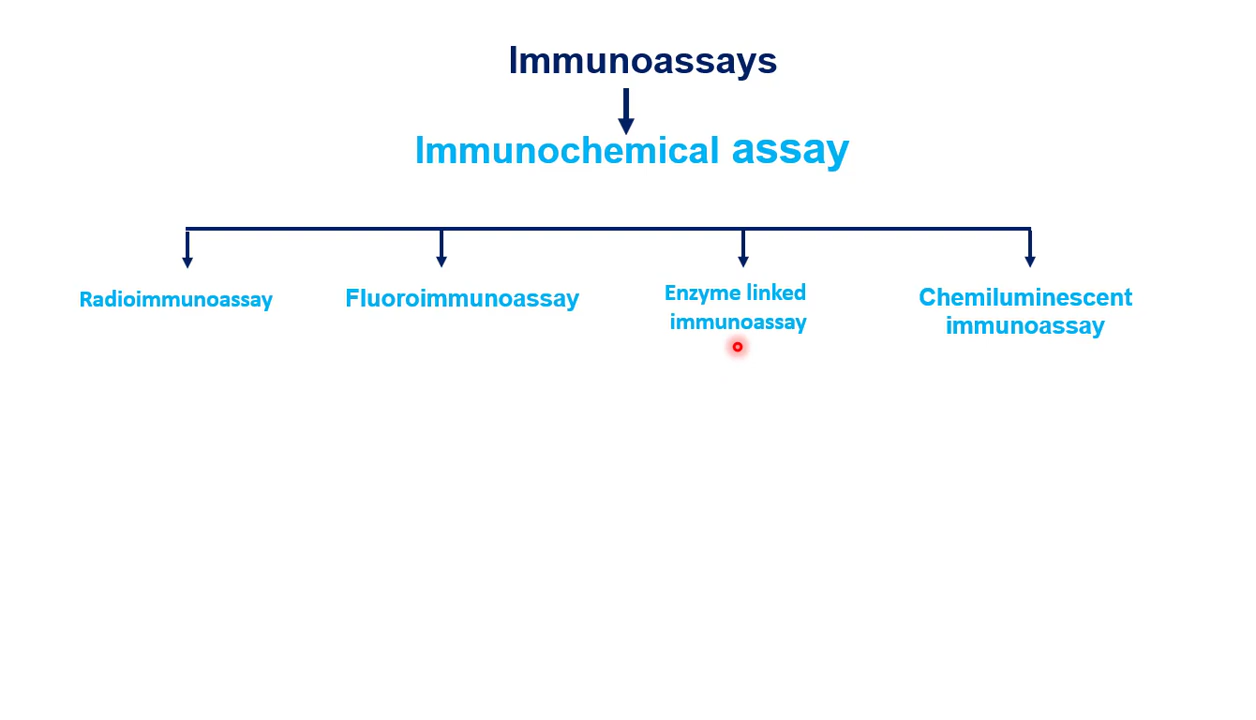 Immunoassays
Immunochemical assay
Radioimmunoassay
Fluoroimmunoassay
Enzyme linked
immunoassay
Chemiluminescent
immunoassay